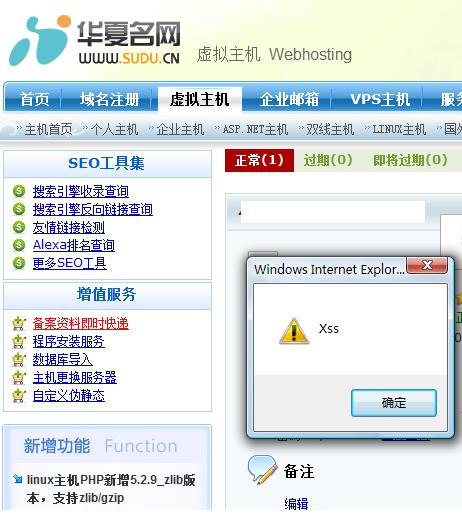 华夏名网
WWW.SUDU.CN
虚拟主机 Webhosting
首页 域名注册 虚拟主机 企业邮箱 VPS主机
主机首页 个人主机 企业主机 ASP.NET主机 双线主机 LINUX主机
SEO工具集
正常(1) 过期(0) 即将过期(0)
搜索引擎收录查询
搜索引擎反向链接查询
友情链接检测
Alexa排名查询
更多SEO工具
增值服务
备案资料即时快递
程序安装服务
数据库导入
主机更换服务器
自定义伪静态
Windows Internet Explor...
Xss
确定
新增功能 Function
linux主机PHP新增5.2.9_zlib版
本，支持zlib/gzip
备注
编辑